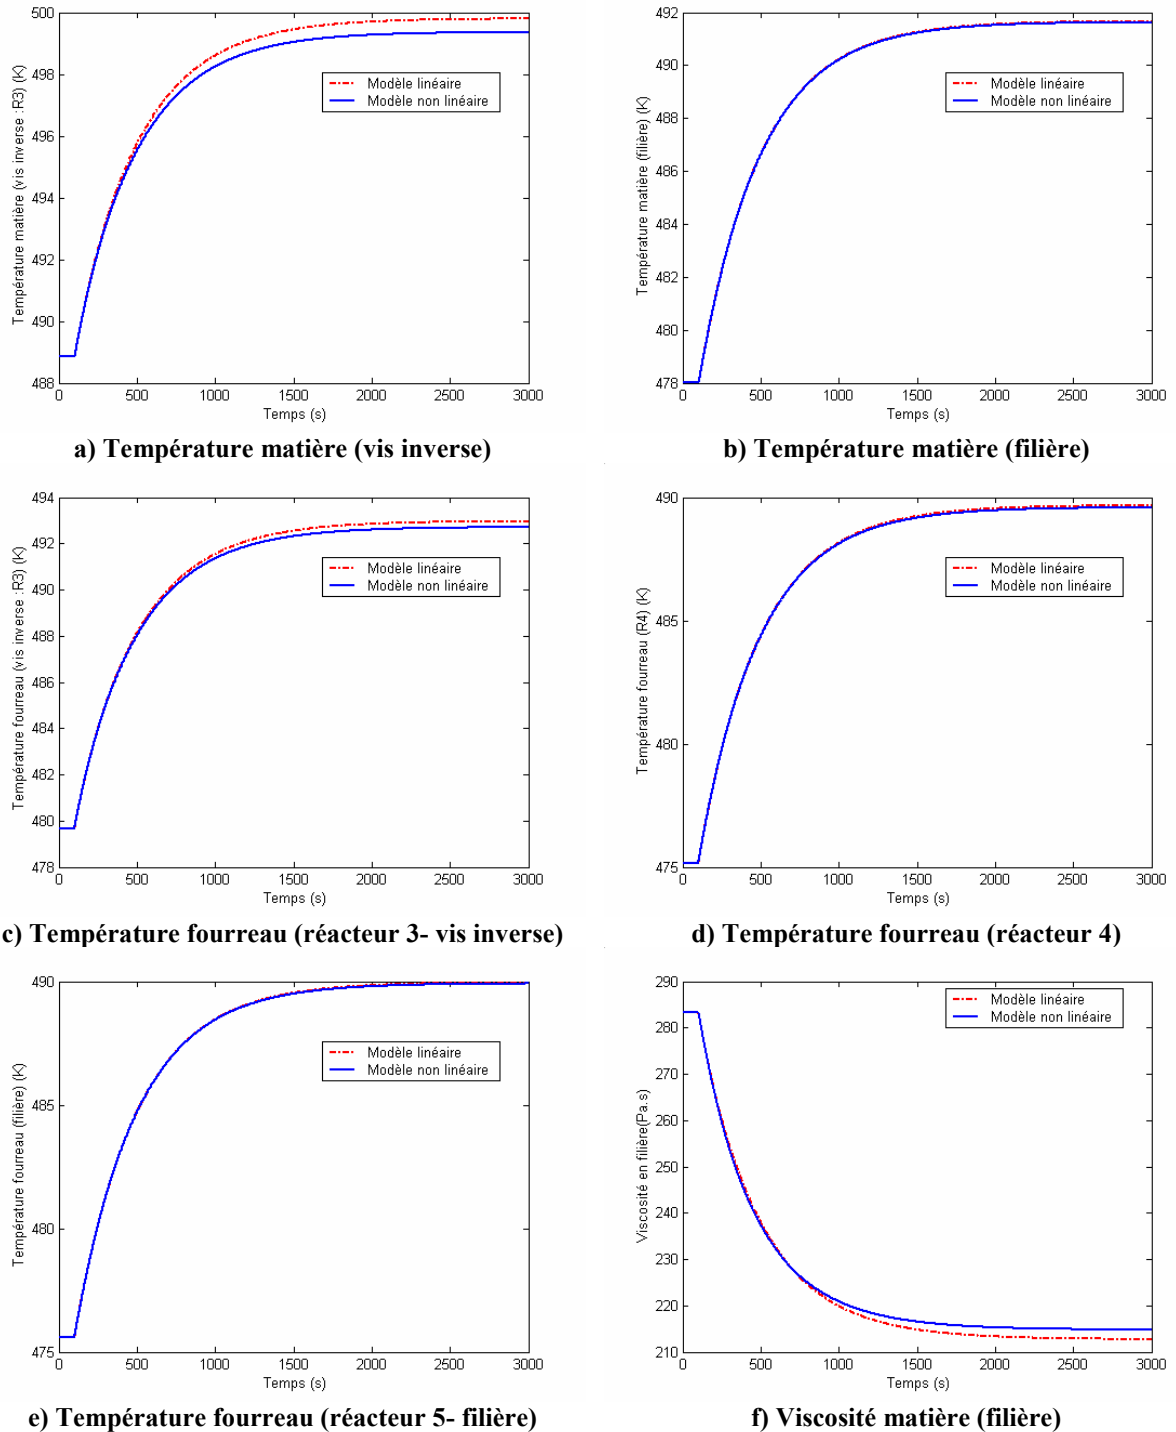 500
498
496
494
492
490
488
Température matière (vis inverse :R3) (K)
Modèle linéaire
Modèle non linéaire
0 500 1000 1500 2000 2500 3000
Temps (s)
a) Température matière (vis inverse)
492
490
488
486
484
482
480
478
Température matière (filière) (K)
Modèle linéaire
Modèle non linéaire
0 500 1000 1500 2000 2500 3000
Temps (s)
b) Température matière (filière)
494
492
490
488
486
484
482
480
478
Température fourreau (vis inverse :R3) (K)
Modèle linéaire
Modèle non linéaire
0 500 1000 1500 2000 2500 3000
Temps (s)
c) Température fourreau (réacteur 3- vis inverse)
490
485
480
475
Température fourreau (R4) (K)
Modèle linéaire
Modèle non linéaire
0 500 1000 1500 2000 2500 3000
Temps (s)
d) Température fourreau (réacteur 4)
490
485
480
475
Température fourreau (filière) (K)
Modèle linéaire
Modèle non linéaire
0 500 1000 1500 2000 2500 3000
Temps (s)
e) Température fourreau (réacteur 5- filière)
290
280
270
260
250
240
230
220
210
Viscosité en filière(Pa.s)
Modèle linéaire
Modèle non linéaire
0 500 1000 1500 2000 2500 3000
Temps (s)
f) Viscosité matière (filière)